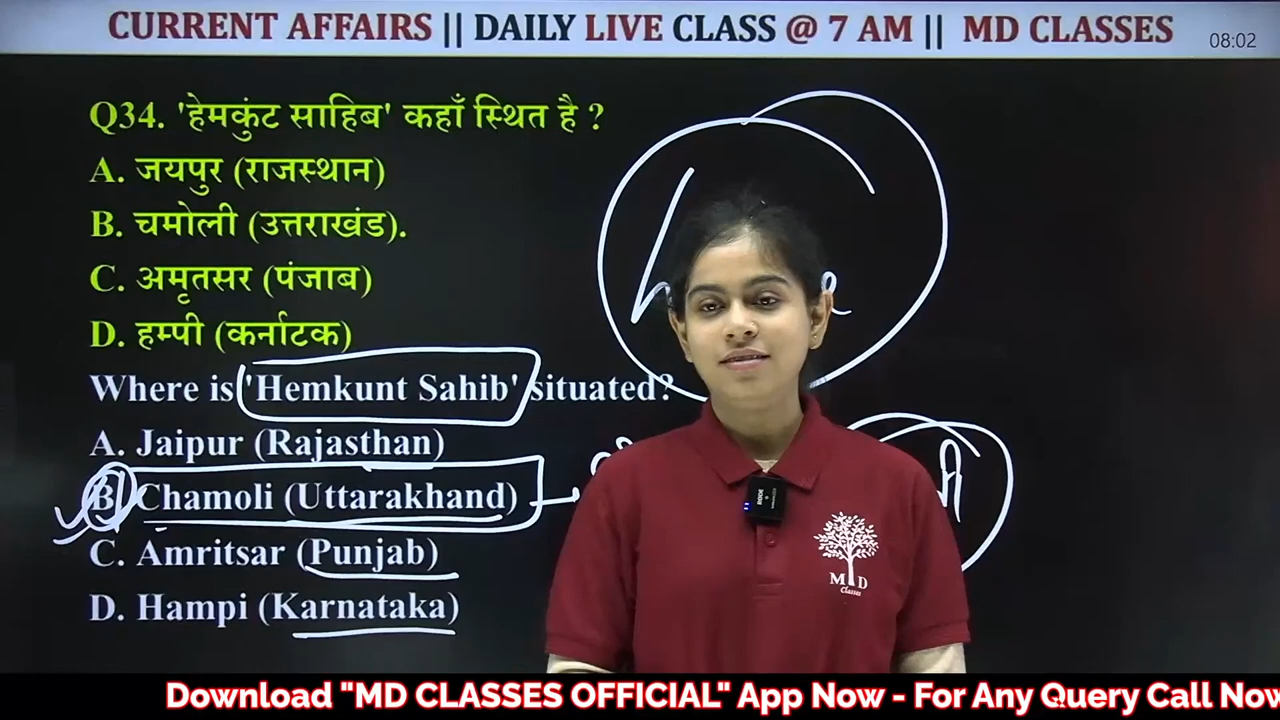 CURRENT AFFAIRS || DAILY LIVE CLASS @ 7 AM || MD CLASSES
08:02
Q34. 'हेमकुंट साहिब' कहाँ स्थित है ?
A. जयपुर (राजस्थान)
B. चमोली (उत्तराखंड).
C. अमृतसर (पंजाब)
D. हम्पी (कर्नाटक)
Where is 'Hemkunt Sahib' situated?
A. Jaipur (Rajasthan)
B. Chamoli (Uttarakhand)
C. Amritsar (Punjab)
D. Hampi (Karnataka)
RODE
M D
Classes
Download "MD CLASSES OFFICIAL" App Now - For Any Query Call Now